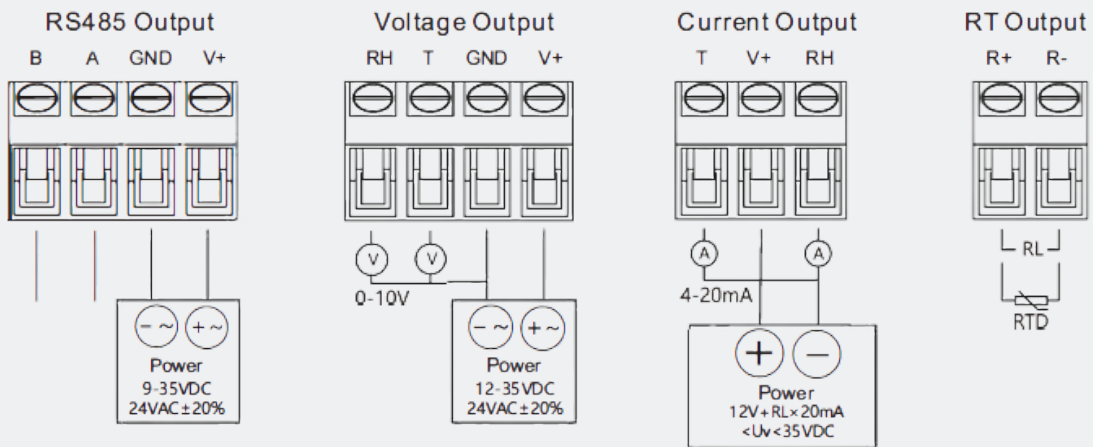 RS485 Output
B A GND V+
- ~ + ~
Power
9-35VDC
24VAC±20%
Voltage Output
RH T GND V+
V V
0-10V
- ~ + ~
Power
12-35VDC
24VAC±20%
Current Output
T V+ RH
A A
4-20mA
+ −
Power
12V+RL×20mA
<Uv<35VDC
RT Output
R+ R-
RL
RTD